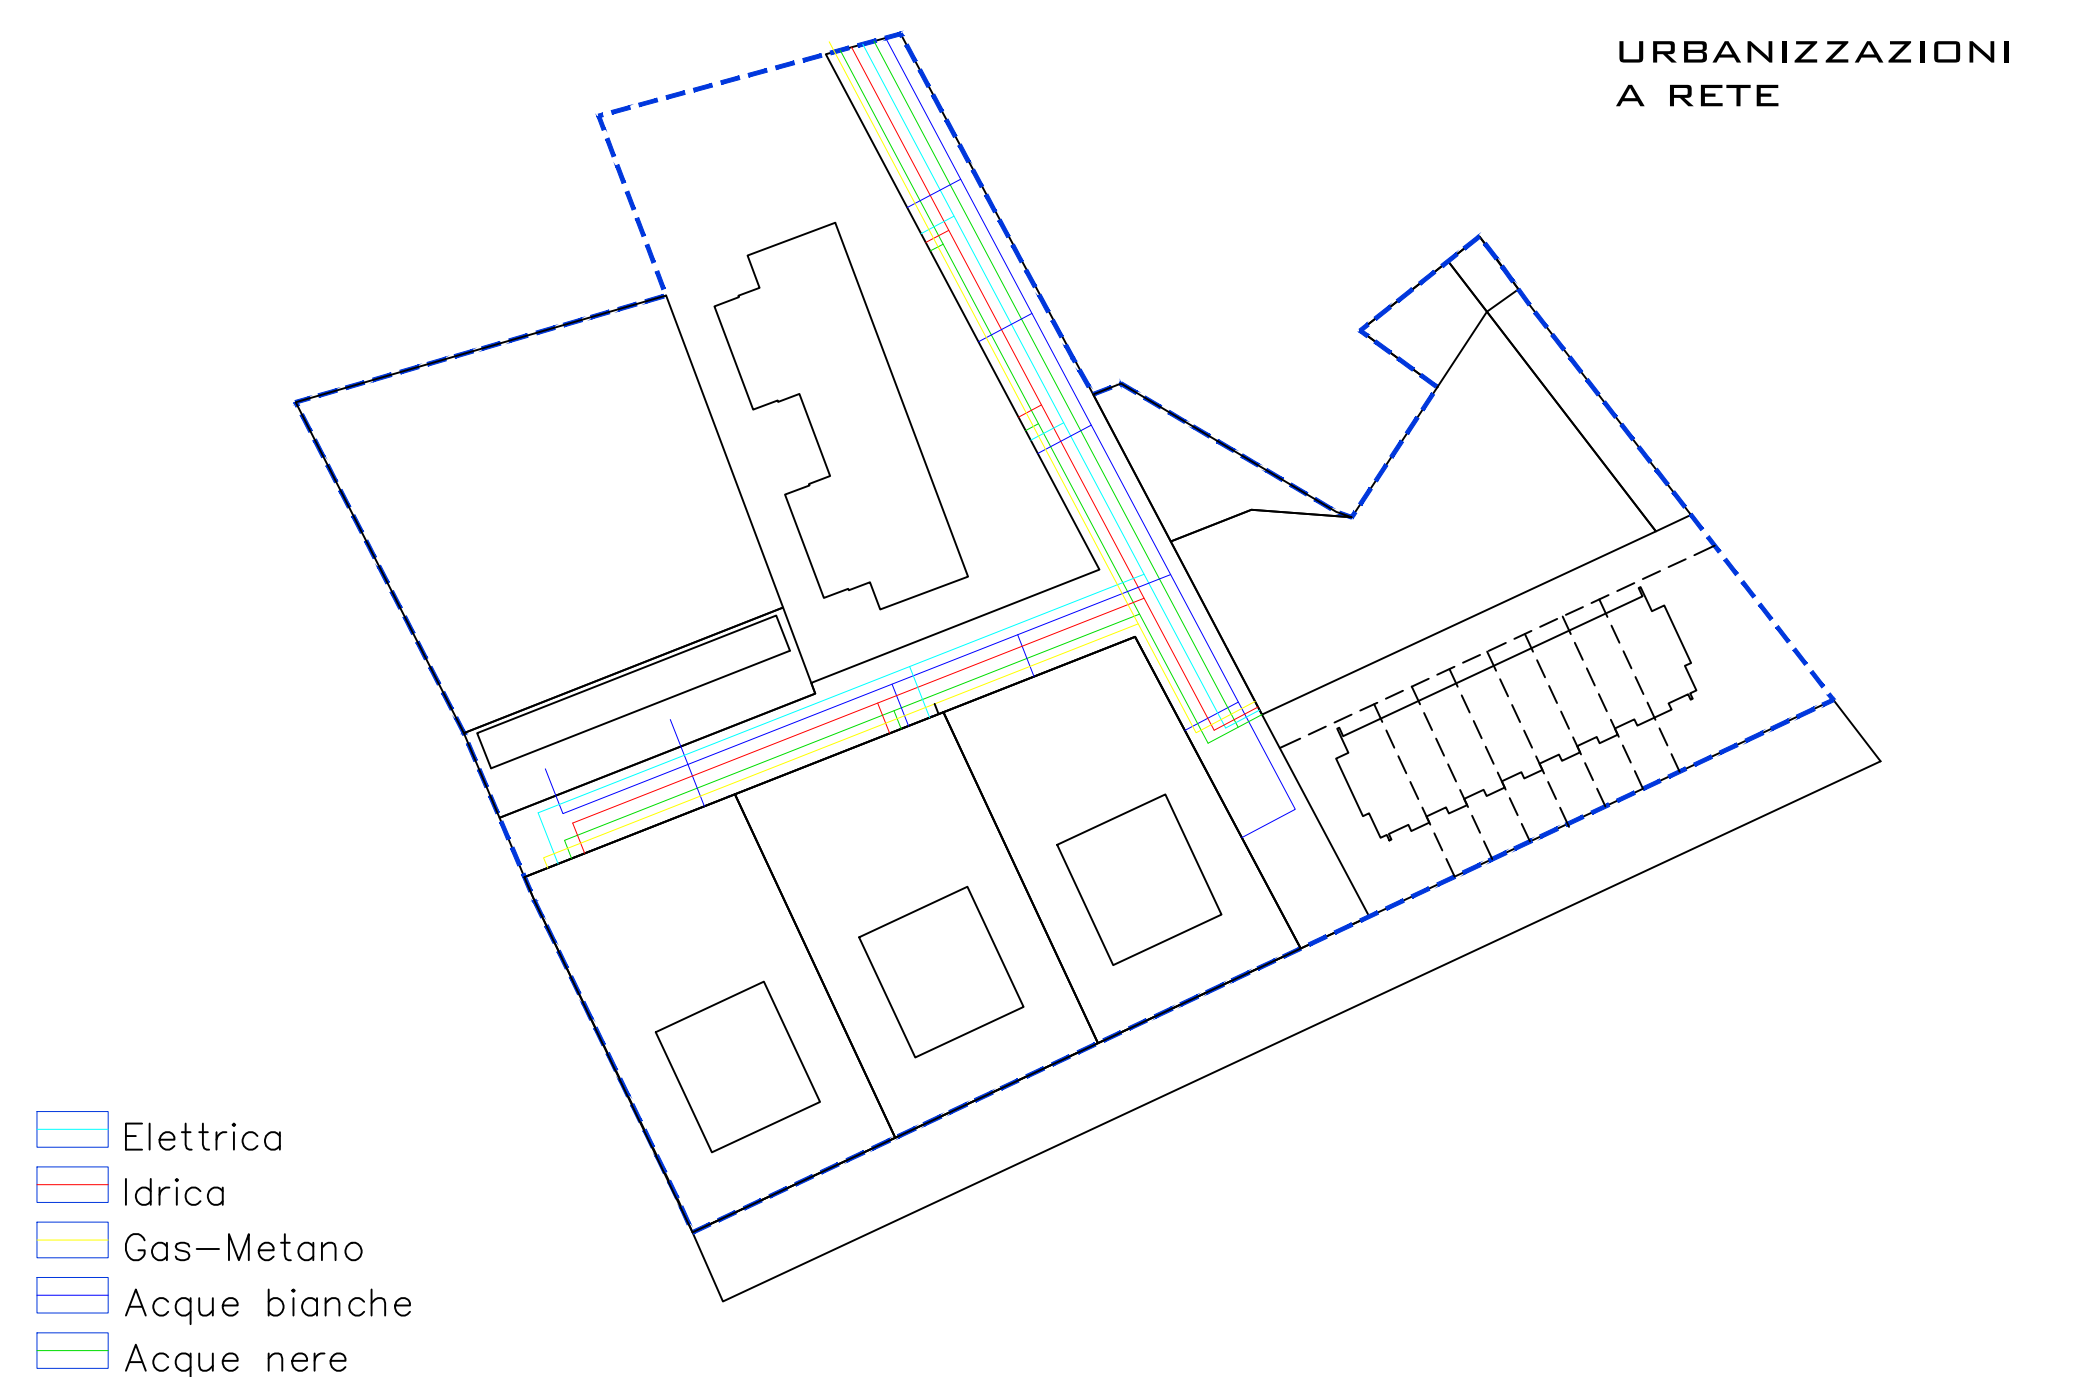 URBANIZZAZIONI
A RETE
Elettrica
Idrica
Gas-Metano
Acque bianche
Acque nere